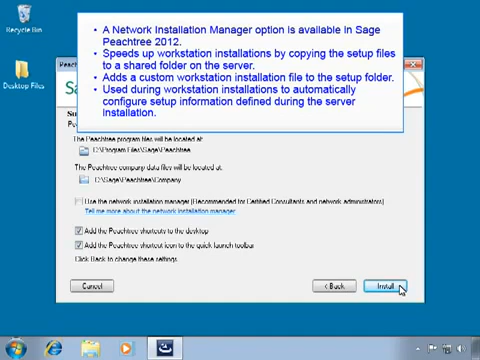 Recycle Bin
Desktop Files
• A Network Installation Manager option is available in Sage
Peachtree 2012.
• Speeds up workstation installations by copying the setup files
to a shared folder on the server.
• Adds a custom workstation installation file to the setup folder.
• Used during workstation installations to automatically
configure setup information defined during the server
installation.
The Peachtree program files will be located at:
C:\Program Files\Sage\Peachtree
The Peachtree company data files will be located at:
C:\Sage\Peachtree\Company
Use the network installation manager (Recommended for Certified Consultants and network administrators)
Tell me more about the network installation manager
Add the Peachtree shortcuts to the desktop
Add the Peachtree shortcut icon to the quick launch toolbar
Click Back to change these settings.
Cancel
< Back
Install